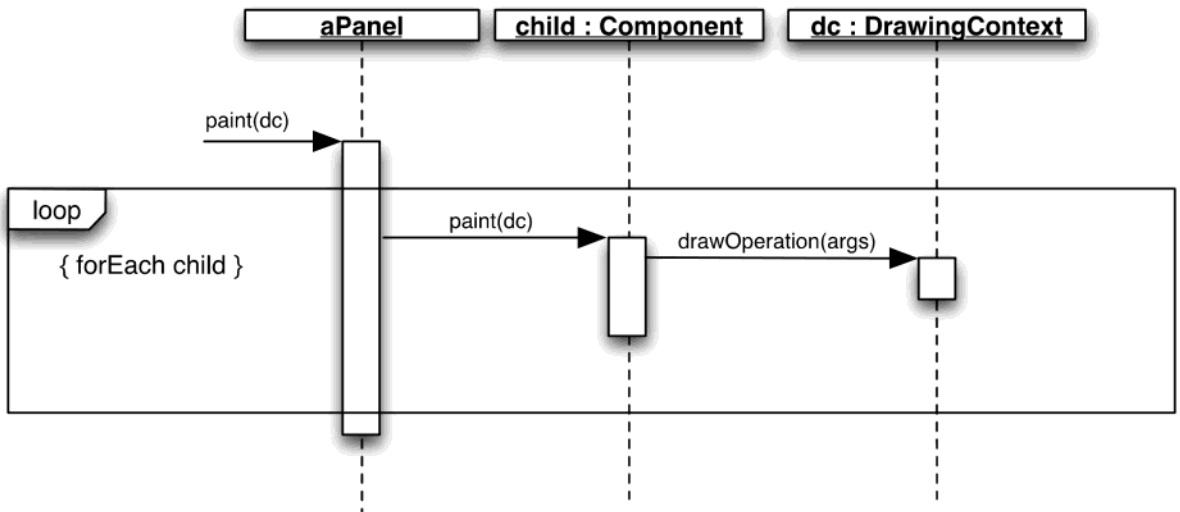 aPanel
child : Component
dc : DrawingContext
paint(dc)
loop
paint(dc)
drawOperation(args)
{ forEach child }